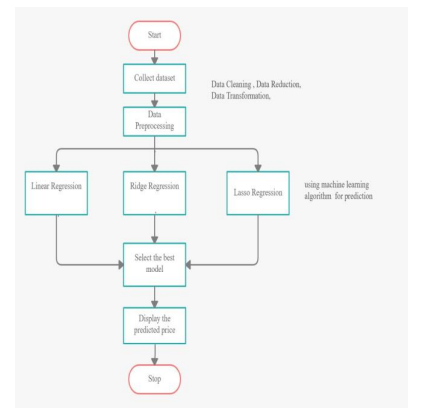 Start
Collect dataset
Data Cleaning , Data Reduction,
Data Transformation,
Data
Preprocessing
Linear Regression
Ridge Regression
Lasso Regression
using machine learning
algorithm for prediction
Select the best
model
Display the
predicted price
Stop